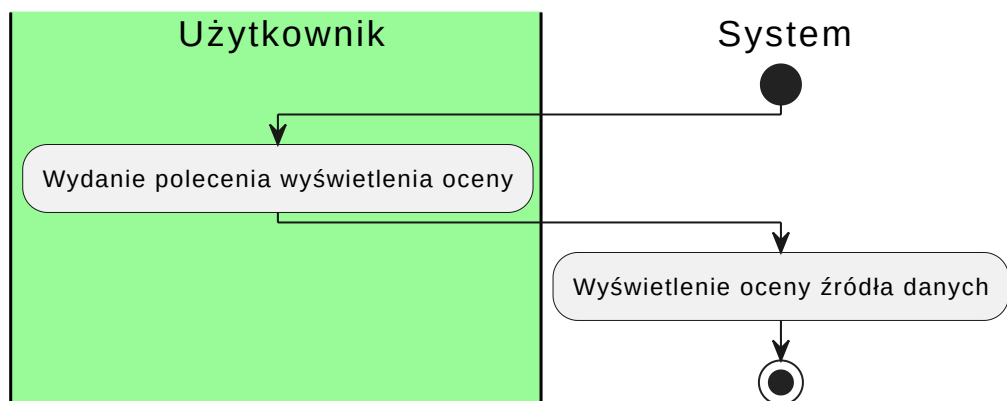 Użytkownik
System
Wydanie polecenia wyświetlenia oceny
Wyświetlenie oceny źródła danych